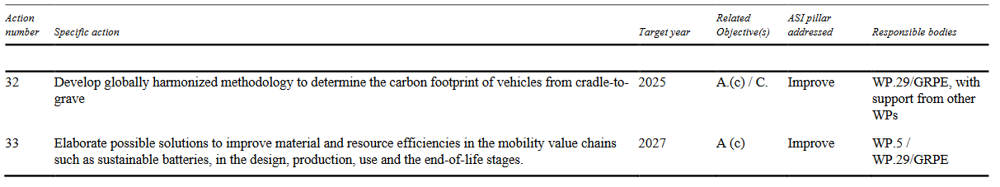 Action number Specific action Target year Related Objective(s) ASI pillar addressed Responsible bodies
32 Develop globally harmonized methodology to determine the carbon footprint of vehicles from cradle-to-grave 2025 A.(c) / C. Improve WP.29/GRPE, with support from other WPs
33 Elaborate possible solutions to improve material and resource efficiencies in the mobility value chains such as sustainable batteries, in the design, production, use and the end-of-life stages. 2027 A (c) Improve WP.5 / WP.29/GRPE